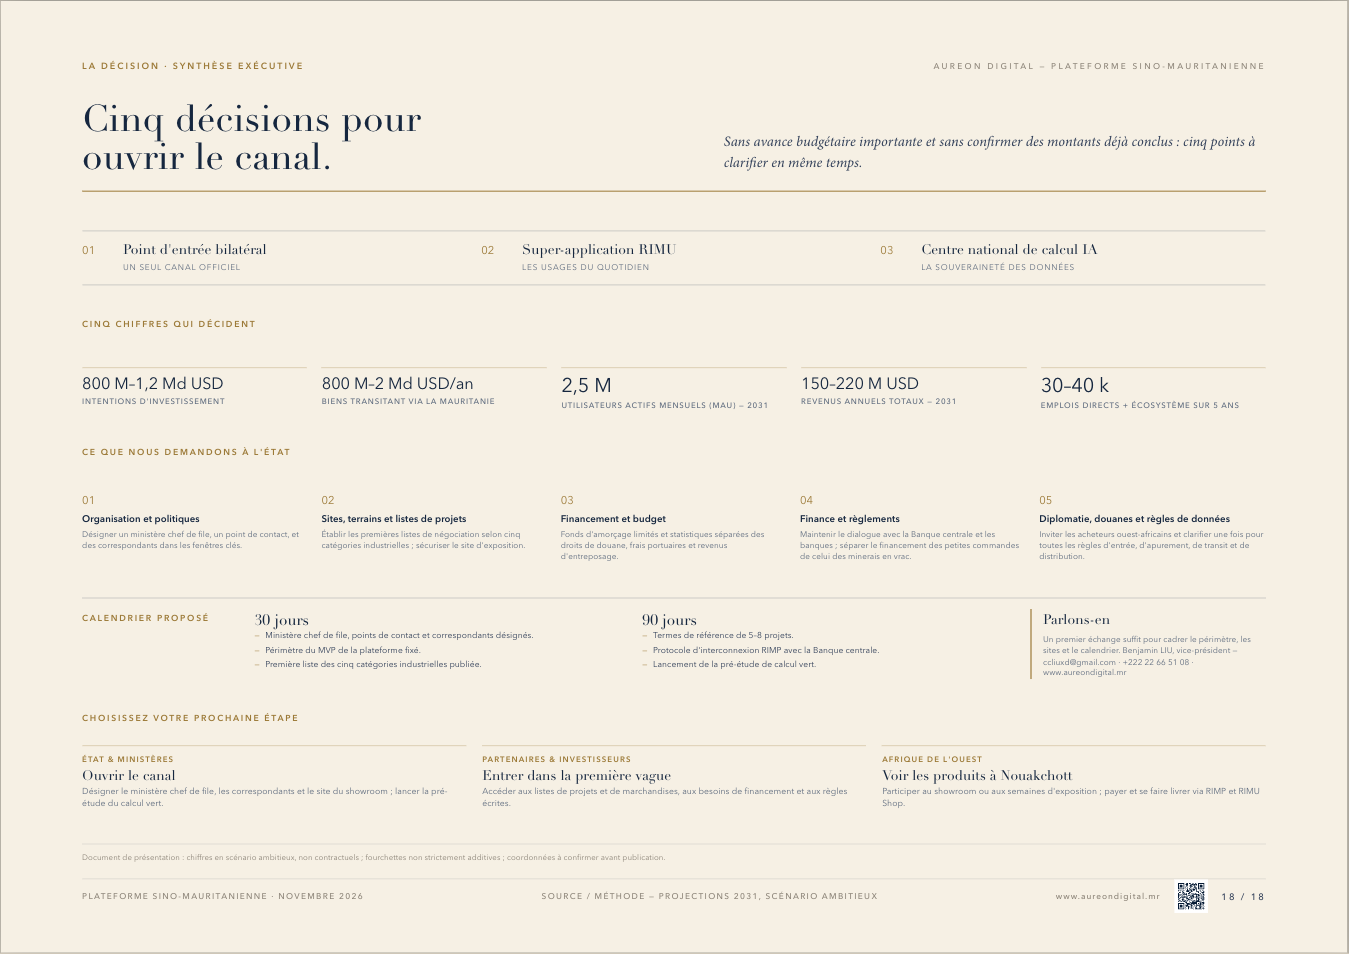 LA DÉCISION · SYNTHÈSE EXÉCUTIVE
AUREON DIGITAL — PLATEFORME SINO-MAURITANIENNE
Cinq décisions pour
ouvrir le canal.
Sans avance budgétaire importante et sans confirmer des montants déjà conclus : cinq points à
clarifier en même temps.
01 Point d'entrée bilatéral
UN SEUL CANAL OFFICIEL
02 Super-application RIMU
LES USAGES DU QUOTIDIEN
03 Centre national de calcul IA
LA SOUVERAINETÉ DES DONNÉES
CINQ CHIFFRES QUI DÉCIDENT
800 M–1,2 Md USD
INTENTIONS D'INVESTISSEMENT
800 M–2 Md USD/an
BIENS TRANSITANT VIA LA MAURITANIE
2,5 M
UTILISATEURS ACTIFS MENSUELS (MAU) — 2031
150–220 M USD
REVENUS ANNUELS TOTAUX — 2031
30–40 k
EMPLOIS DIRECTS + ÉCOSYSTÈME SUR 5 ANS
CE QUE NOUS DEMANDONS À L'ÉTAT
01
Organisation et politiques
Désigner un ministère chef de file, un point de contact, et
des correspondants dans les fenêtres clés.
02
Sites, terrains et listes de projets
Établir les premières listes de négociation selon cinq
catégories industrielles ; sécuriser le site d'exposition.
03
Financement et budget
Fonds d'amorçage limités et statistiques séparées des
droits de douane, frais portuaires et revenus
d'entreposage.
04
Finance et règlements
Maintenir le dialogue avec la Banque centrale et les
banques ; séparer le financement des petites commandes
de celui des minerais en vrac.
05
Diplomatie, douanes et règles de données
Inviter les acheteurs ouest-africains et clarifier une fois pour
toutes les règles d'entrée, d'apurement, de transit et de
distribution.
CALENDRIER PROPOSÉ
30 jours
– Ministère chef de file, points de contact et correspondants désignés.
– Périmètre du MVP de la plateforme fixé.
– Première liste des cinq catégories industrielles publiée.
90 jours
– Termes de référence de 5–8 projets.
– Protocole d'interconnexion RIMP avec la Banque centrale.
– Lancement de la pré-étude de calcul vert.
Parlons-en
Un premier échange suffit pour cadrer le périmètre, les
sites et le calendrier. Benjamin LIU, vice-président —
ccliuxd@gmail.com · +222 22 66 51 08 ·
www.aureondigital.mr
CHOISISSEZ VOTRE PROCHAINE ÉTAPE
ÉTAT & MINISTÈRES
Ouvrir le canal
Désigner le ministère chef de file, les correspondants et le site du showroom ; lancer la pré-
étude du calcul vert.
PARTENAIRES & INVESTISSEURS
Entrer dans la première vague
Accéder aux listes de projets et de marchandises, aux besoins de financement et aux règles
écrites.
AFRIQUE DE L'OUEST
Voir les produits à Nouakchott
Participer au showroom ou aux semaines d'exposition ; payer et se faire livrer via RIMP et RIMU
Shop.
Document de présentation : chiffres en scénario ambitieux, non contractuels ; fourchettes non strictement additives ; coordonnées à confirmer avant publication.
PLATEFORME SINO-MAURITANIENNE · NOVEMBRE 2026
SOURCE / MÉTHODE — PROJECTIONS 2031, SCÉNARIO AMBITIEUX
www.aureondigital.mr
18 / 18